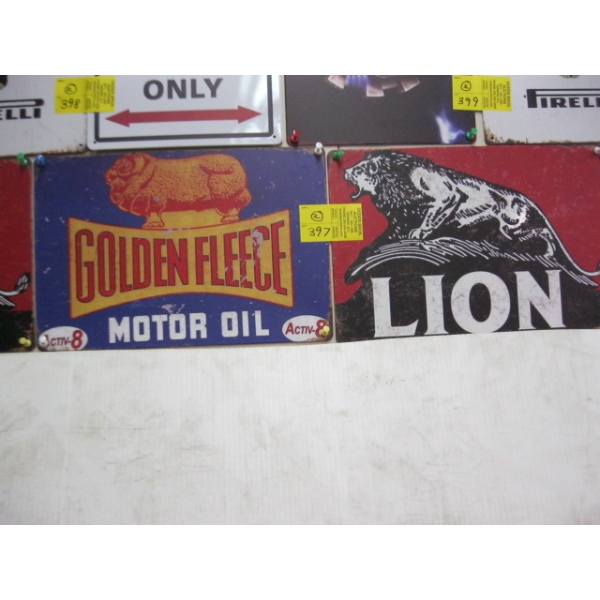 ELLI
398
ONLY
399
PIRELLI
GOLDEN FLEECE
397
MOTOR OIL
ACTIV-8
ACTIV-8
LION